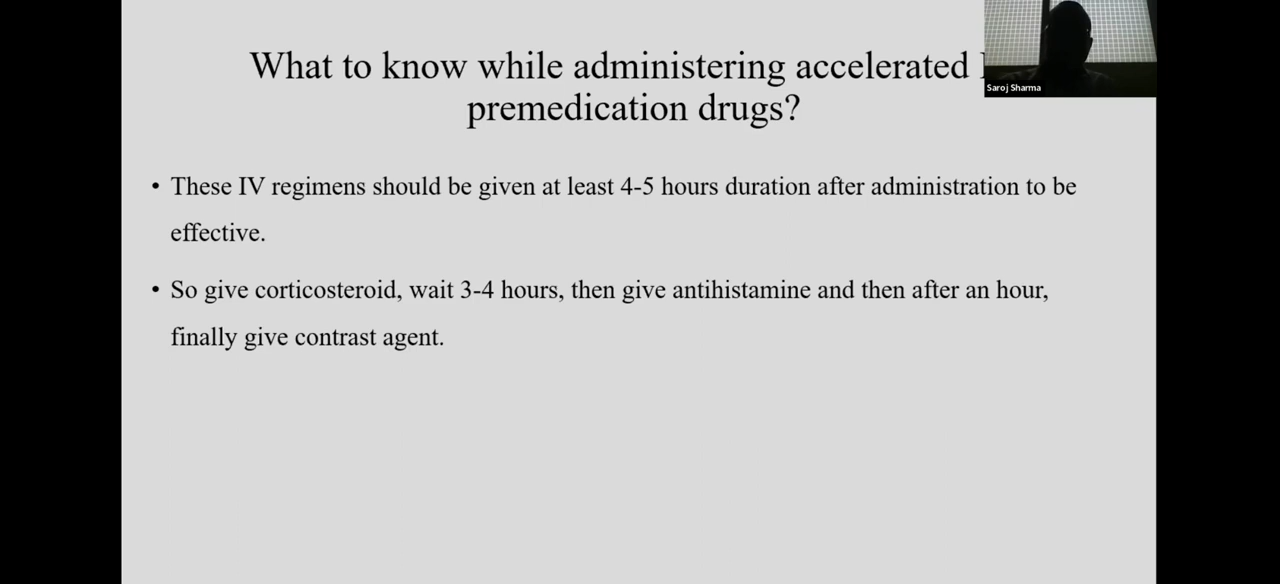 What to know while administering accelerated
premedication drugs?
Saroj Sharma
• These IV regimens should be given at least 4-5 hours duration after administration to be
effective.
• So give corticosteroid, wait 3-4 hours, then give antihistamine and then after an hour,
finally give contrast agent.